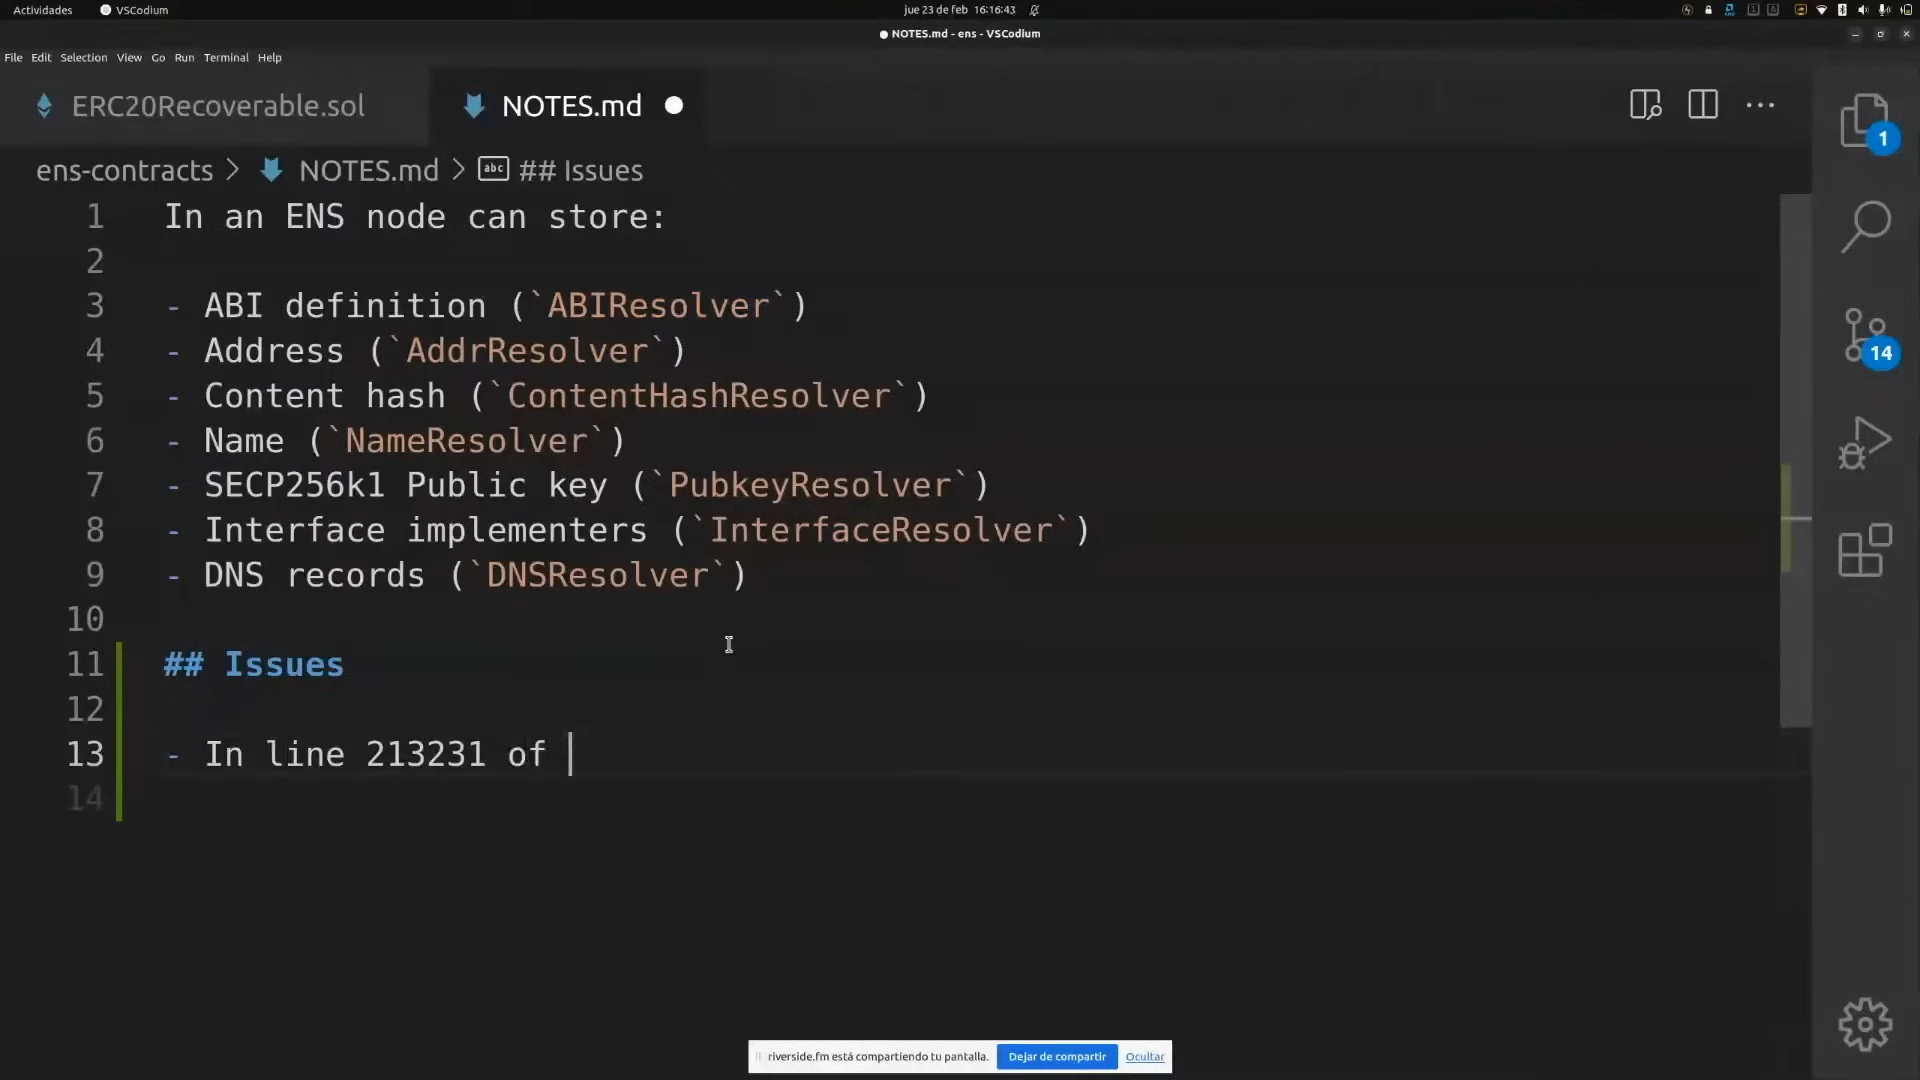 Actividades VSCodium jue 23 de feb 16:16:43
NOTES.md - ens - VSCodium
File Edit Selection View Go Run Terminal Help
ERC20Recoverable.sol NOTES.md
ens-contracts > NOTES.md > abc ## Issues
1 In an ENS node can store:
2
3 - ABI definition (`ABIResolver`)
4 - Address (`AddrResolver`)
5 - Content hash (`ContentHashResolver`)
6 - Name (`NameResolver`)
7 - SECP256k1 Public key (`PubkeyResolver`)
8 - Interface implementers (`InterfaceResolver`)
9 - DNS records (`DNSResolver`)
10
11 ## Issues
12
13 - In line 213231 of
14
1
14
riverside.fm está compartiendo tu pantalla. Dejar de compartir Ocultar